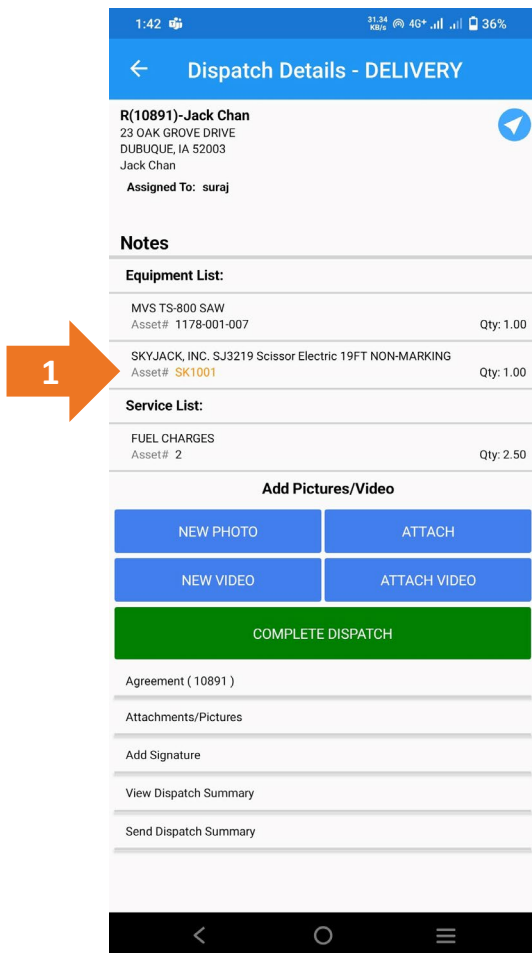 1:42
31.34 KB/s 4G+ 36%
Dispatch Details - DELIVERY
R(10891)-Jack Chan
23 OAK GROVE DRIVE
DUBUQUE, IA 52003
Jack Chan
Assigned To: suraj
Notes
Equipment List:
MVS TS-800 SAW
Asset# 1178-001-007 Qty: 1.00
1
SKYJACK, INC. SJ3219 Scissor Electric 19FT NON-MARKING
Asset# SK1001 Qty: 1.00
Service List:
FUEL CHARGES
Asset# 2 Qty: 2.50
Add Pictures/Video
NEW PHOTO ATTACH
NEW VIDEO ATTACH VIDEO
COMPLETE DISPATCH
Agreement ( 10891 )
Attachments/Pictures
Add Signature
View Dispatch Summary
Send Dispatch Summary